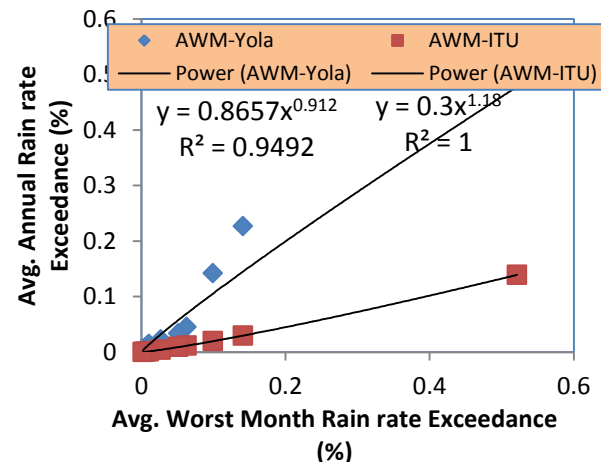 0.6
AWM-Yola AWM-ITU
0.5
Power (AWM-Yola) Power (AWM-ITU)
y = 0.8657x^0.912 y = 0.3x^1.18
0.4
R² = 0.9492 R² = 1
0.3
0.2
0.1
0
0 0.2 0.4 0.6
Avg. Annual Rain rate
Exceedance (%)
Avg. Worst Month Rain rate Exceedance
(%)